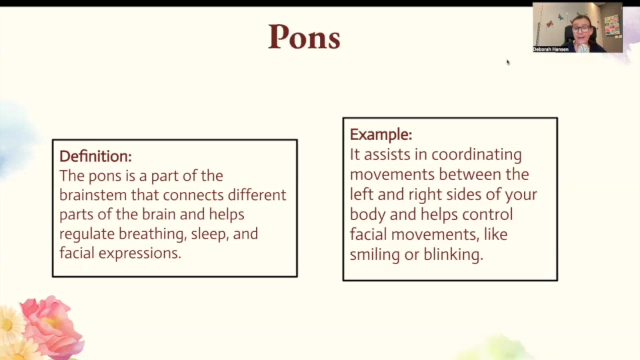 Pons
Deborah Hansen
Definition:
The pons is a part of the
brainstem that connects different
parts of the brain and helps
regulate breathing, sleep, and
facial expressions.
Example:
It assists in coordinating
movements between the
left and right sides of your
body and helps control
facial movements, like
smiling or blinking.